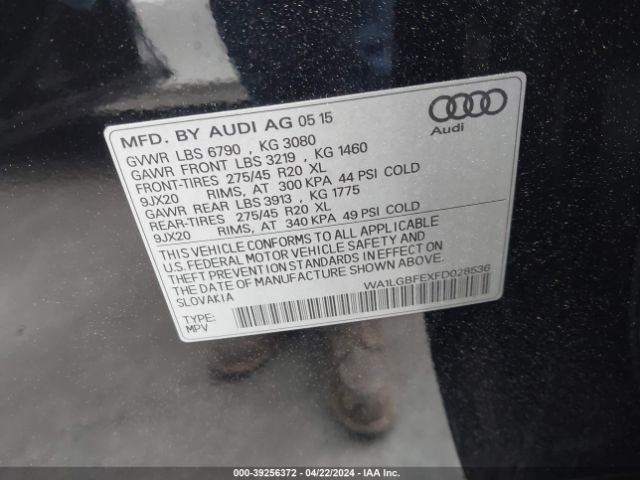 MFD. BY AUDI AG 05 15
Audi
GVWR LBS 6790 , KG 3080
GAWR FRONT LBS 3219 , KG 1460
FRONT-TIRES 275/45 R20 XL
9JX20 RIMS, AT 300 KPA 44 PSI COLD
GAWR REAR LBS 3913 , KG 1775
REAR-TIRES 275/45 R20 XL
9JX20 RIMS, AT 340 KPA 49 PSI COLD
THIS VEHICLE CONFORMS TO ALL APPLICABLE
U.S. FEDERAL MOTOR VEHICLE SAFETY AND
THEFT PREVENTION STANDARDS IN EFFECT ON
THE DATE OF MANUFACTURE SHOWN ABOVE.
SLOVAKIA
WA1LGBFEXFD028536
TYPE:
MPV
000-39256372 • 04/22/2024 • IAA Inc.